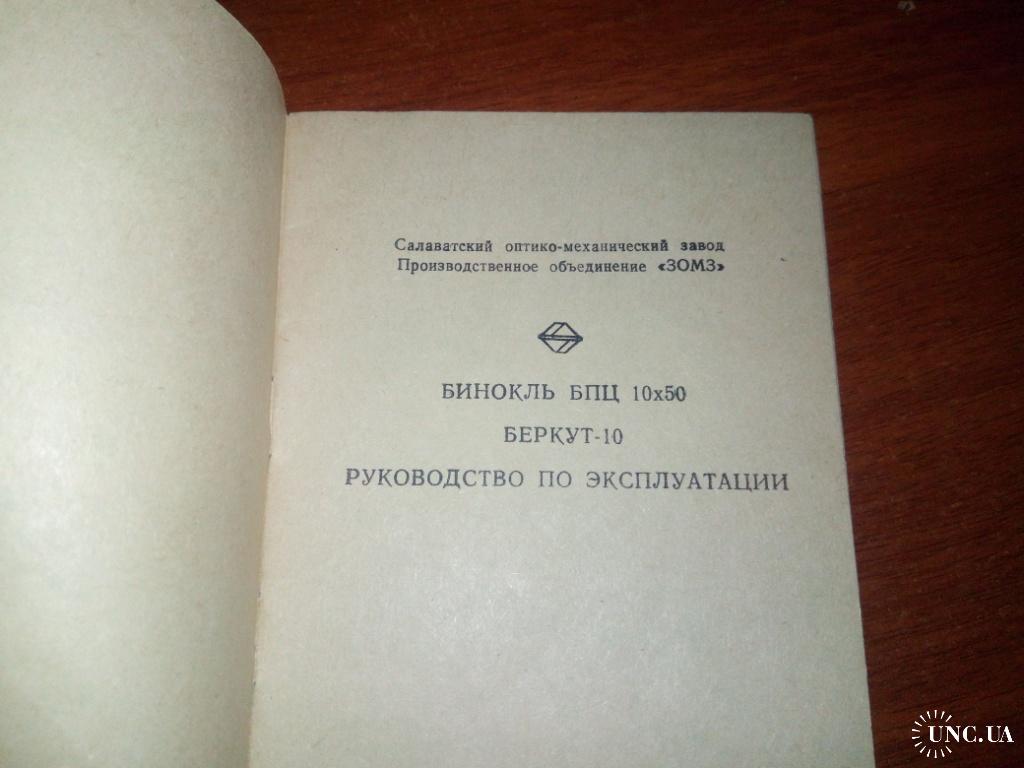 Салаватский оптико-механический завод
Производственное объединение «ЗОМЗ»
БИНОКЛЬ БПЦ 10х50
БЕРКУТ-10
РУКОВОДСТВО ПО ЭКСПЛУАТАЦИИ
UNC.UA